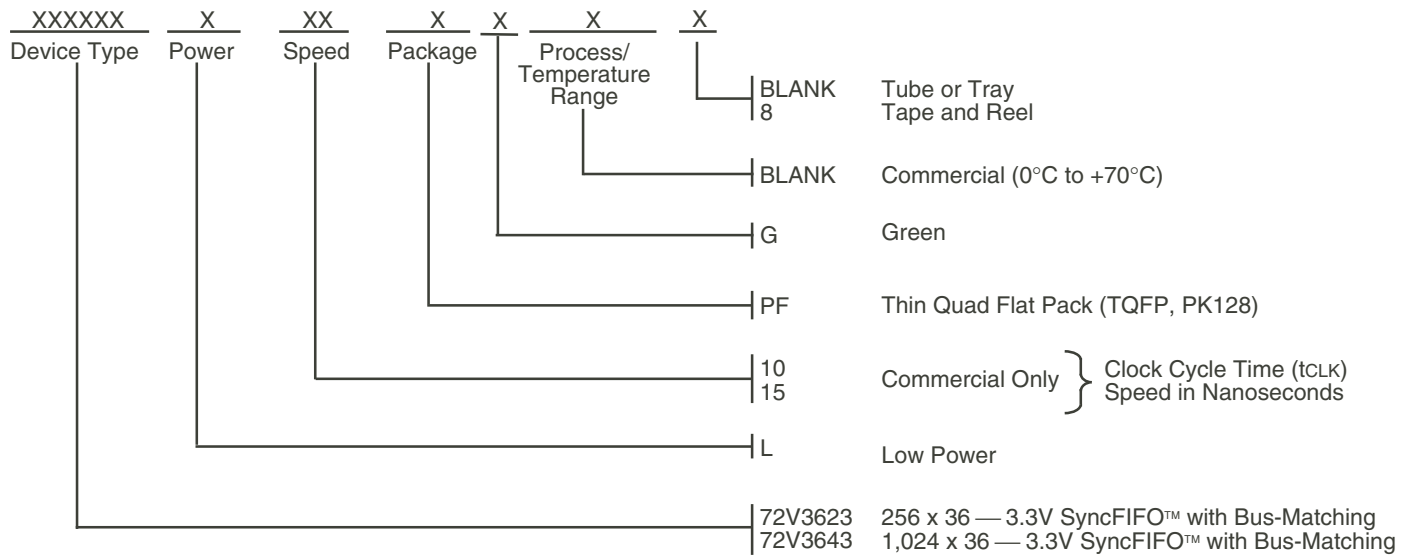 XXXXXX X XX X X X X
Device Type Power Speed Package Process/
Temperature
Range
BLANK Tube or Tray
8 Tape and Reel
BLANK Commercial (0°C to +70°C)
G Green
PF Thin Quad Flat Pack (TQFP, PK128)
10
15
Commercial Only
Clock Cycle Time (tCLK)
Speed in Nanoseconds
L Low Power
72V3623 256 x 36 — 3.3V SyncFIFO™ with Bus-Matching
72V3643 1,024 x 36 — 3.3V SyncFIFO™ with Bus-Matching